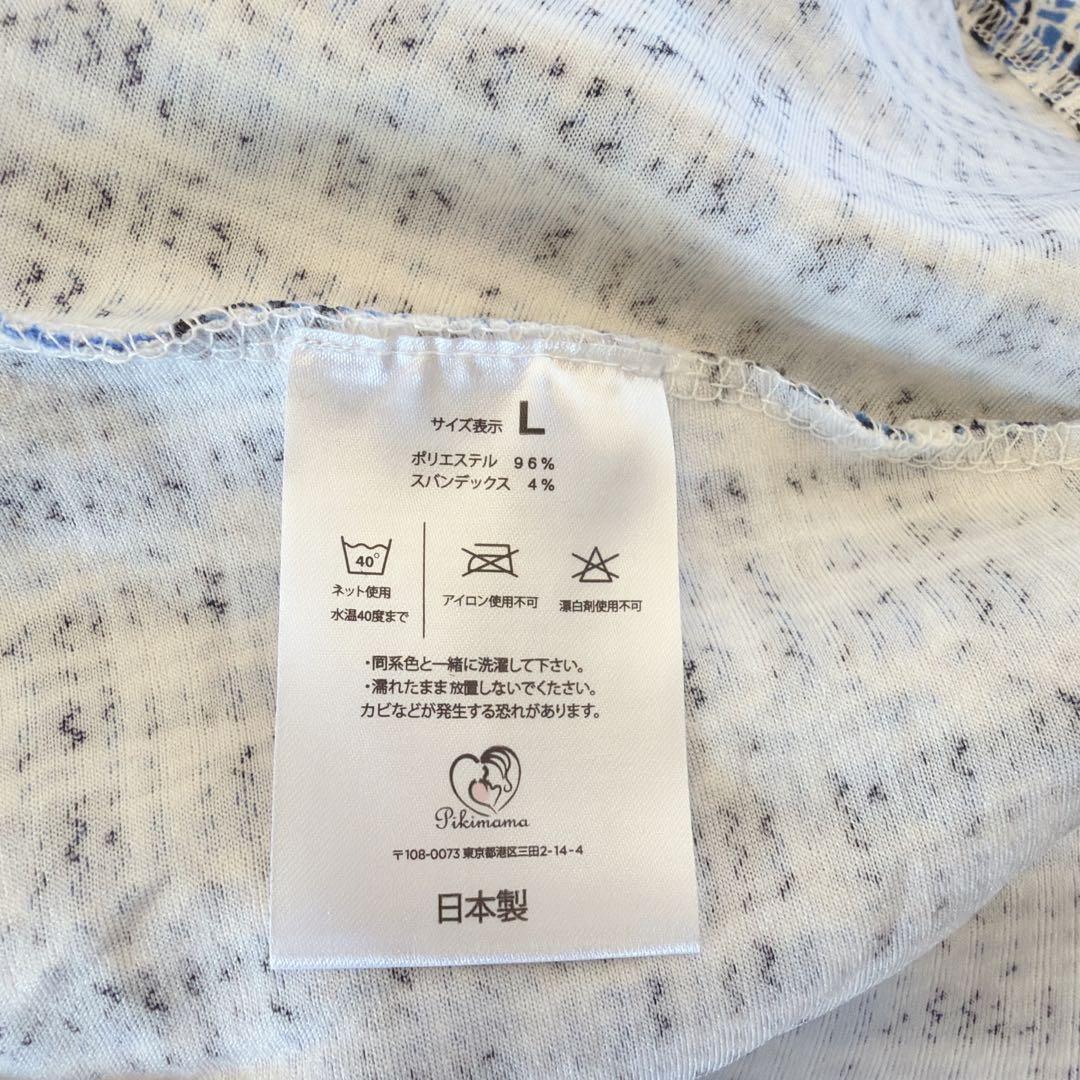 サイズ表示 L
ポリエステル 96%
スパンデックス 4%
40°
ネット使用
水温40度まで
アイロン使用不可
漂白剤使用不可
・同系色と一緒に洗濯して下さい。
・濡れたまま放置しないでください。
カビなどが発生する恐れがあります。
Pikimama
〒108-0073 東京都港区三田2-14-4
日本製